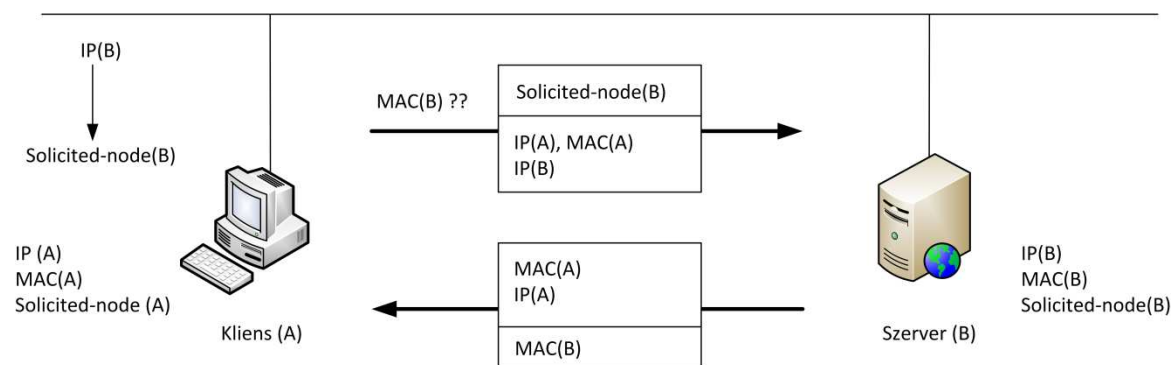 IP(B)
Solicited-node(B)
IP (A)
MAC(A)
Solicited-node (A)
Kliens (A)
MAC(B) ??
Solicited-node(B)
IP(A), MAC(A)
IP(B)
MAC(A)
IP(A)
MAC(B)
IP(B)
MAC(B)
Solicited-node(B)
Szerver (B)